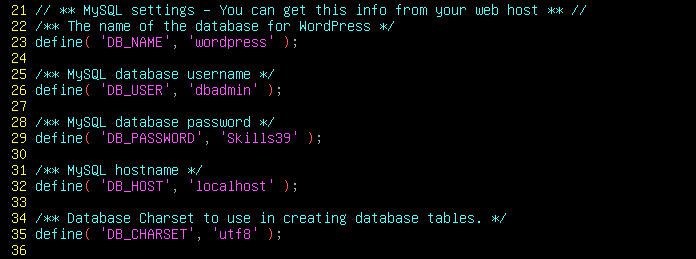 21 // ** MySQL settings - You can get this info from your web host ** //
22 /** The name of the database for WordPress */
23 define( 'DB_NAME', 'wordpress' );
24
25 /** MySQL database username */
26 define( 'DB_USER', 'dbadmin' );
27
28 /** MySQL database password */
29 define( 'DB_PASSWORD', 'Skills39' );
30
31 /** MySQL hostname */
32 define( 'DB_HOST', 'localhost' );
33
34 /** Database Charset to use in creating database tables. */
35 define( 'DB_CHARSET', 'utf8' );
36